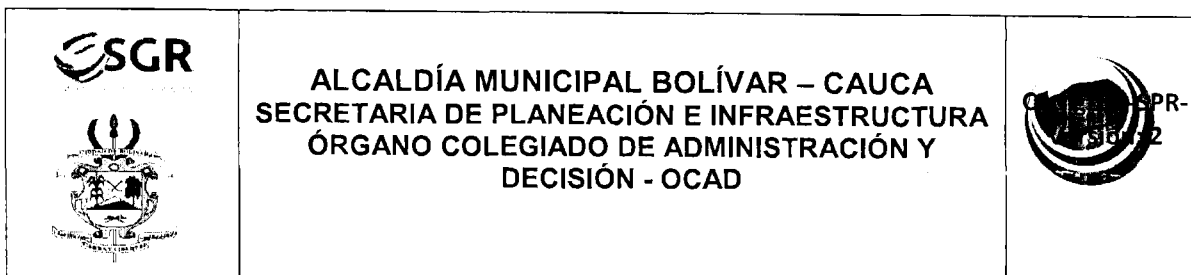 SGR
ALCALDÍA MUNICIPAL BOLÍVAR – CAUCA
SECRETARIA DE PLANEACIÓN E INFRAESTRUCTURA
ÓRGANO COLEGIADO DE ADMINISTRACIÓN Y
DECISIÓN - OCAD